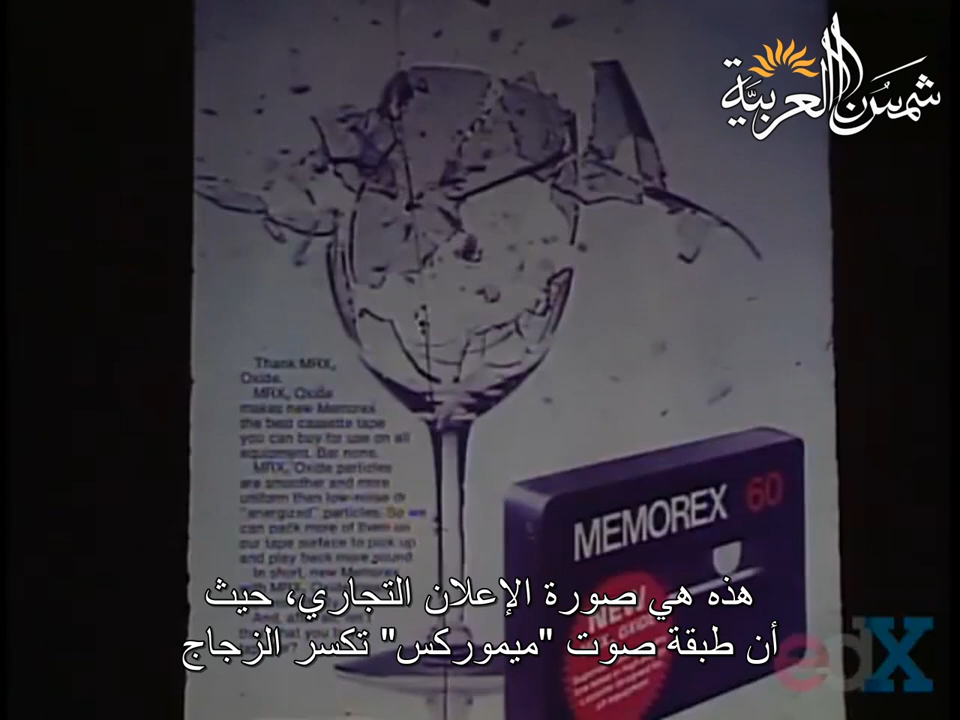 شمس العربية
Thank MRX₂
Oxide.
MRX₂ Oxide
makes new Memorex
the best cassette tape
you can buy for use on all
equipment. Bar none.
MRX₂ Oxide particles
are smoother and more
uniform than low-noise or
"energized" particles. So we
can pack more of them on
our tape surface to pick up
and play back more sound
In short, new Memorex
MEMOREX 60
NEW
هذه هي صورة الإعلان التجاري، حيث
أن طبقة صوت "ميموركس" تكسر الزجاج
edX